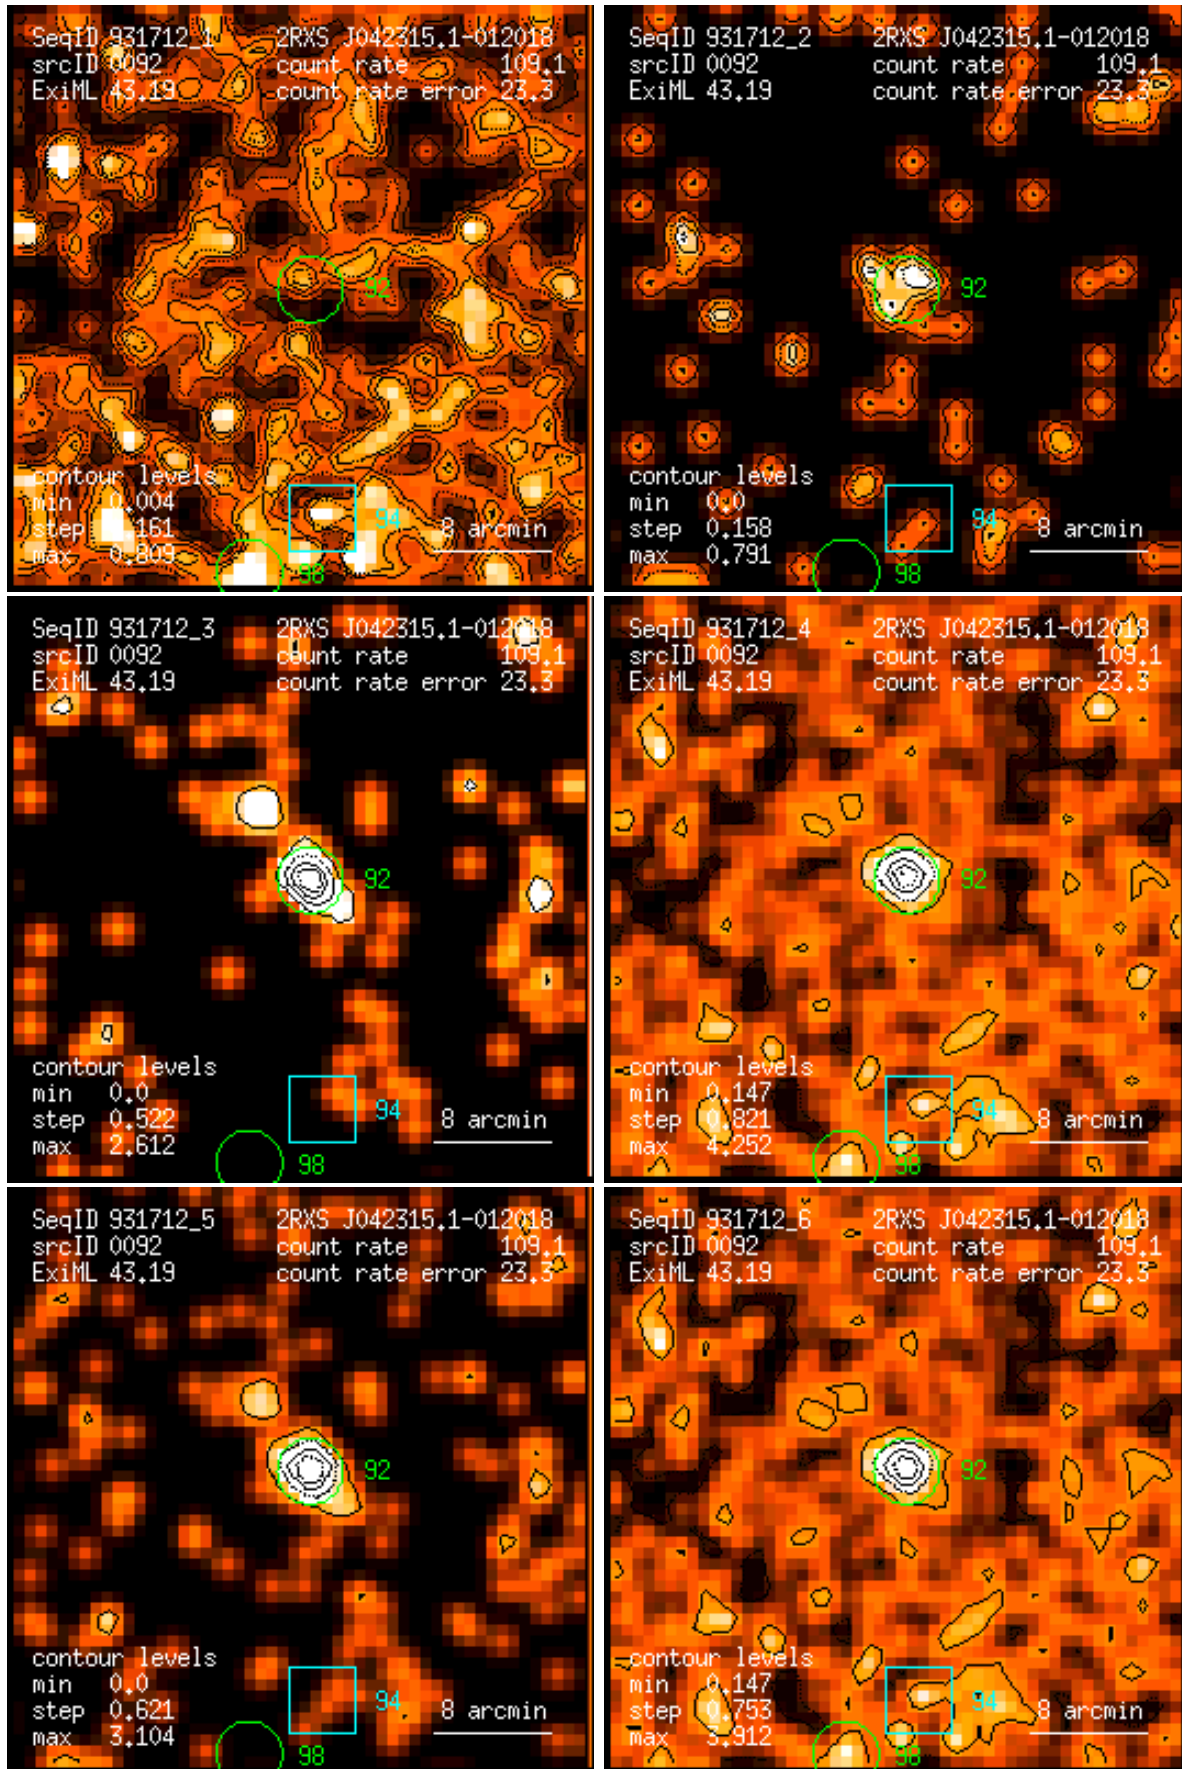 SeqID 931712_1 2RXS J042315.1-012018
srcID 0092 count rate 109.1
ExiML 43.19 count rate error 23.3
92
contour levels
min 0.004
step 0.161
max 0.809
94
8 arcmin
98
SeqID 931712_2 2RXS J042315.1-012018
srcID 0092 count rate 109.1
ExiML 43.19 count rate error 23.3
92
contour levels
min 0.0
step 0.158
max 0.791
94
8 arcmin
98
SeqID 931712_3 2RXS J042315.1-012018
srcID 0092 count rate 109.1
ExiML 43.19 count rate error 23.3
92
contour levels
min 0.0
step 0.522
max 2.612
94
8 arcmin
98
SeqID 931712_4 2RXS J042315.1-012018
srcID 0092 count rate 109.1
ExiML 43.19 count rate error 23.3
92
contour levels
min 0.147
step 0.821
max 4.252
94
8 arcmin
98
SeqID 931712_5 2RXS J042315.1-012018
srcID 0092 count rate 109.1
ExiML 43.19 count rate error 23.3
92
contour levels
min 0.0
step 0.621
max 3.104
94
8 arcmin
98
SeqID 931712_6 2RXS J042315.1-012018
srcID 0092 count rate 109.1
ExiML 43.19 count rate error 23.3
92
contour levels
min 0.147
step 0.753
max 3.912
94
8 arcmin
98